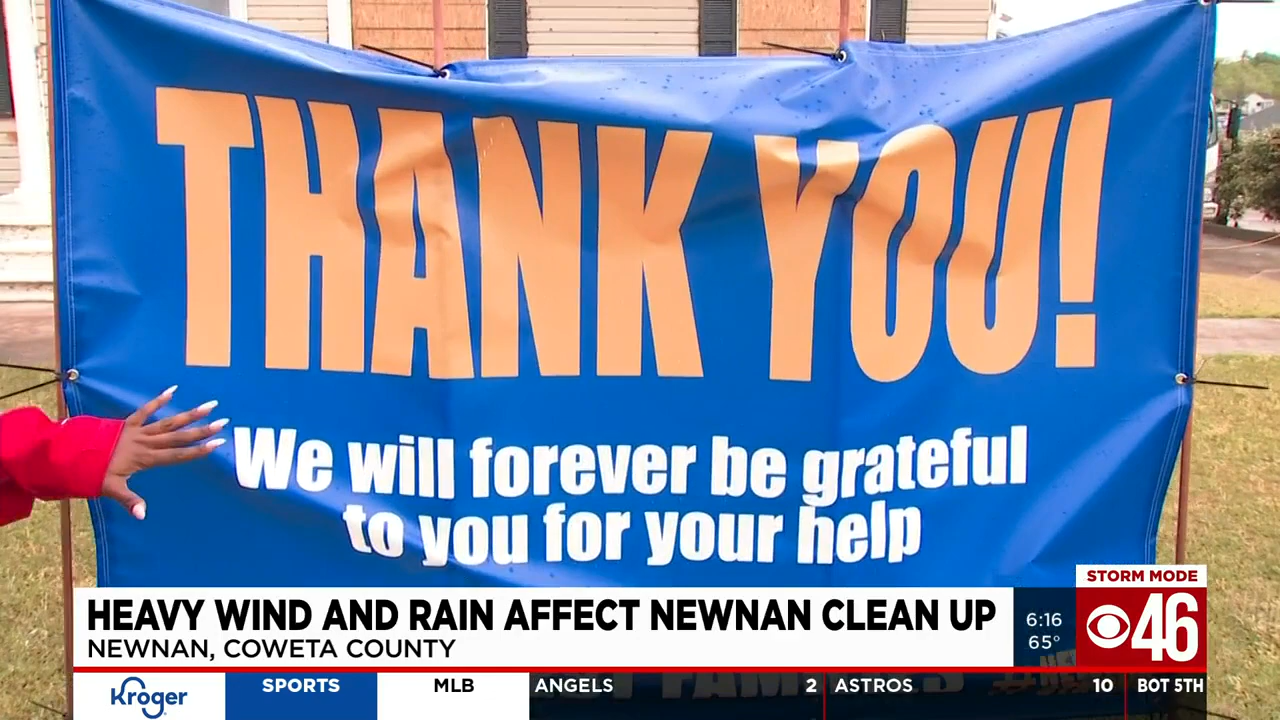 THANK YOU!
We will forever be grateful
to you for your help
STORM MODE
HEAVY WIND AND RAIN AFFECT NEWNAN CLEAN UP
NEWNAN, COWETA COUNTY
6:16
65°
46
Kroger
SPORTS
MLB
ANGELS 2
ASTROS 10
BOT 5TH